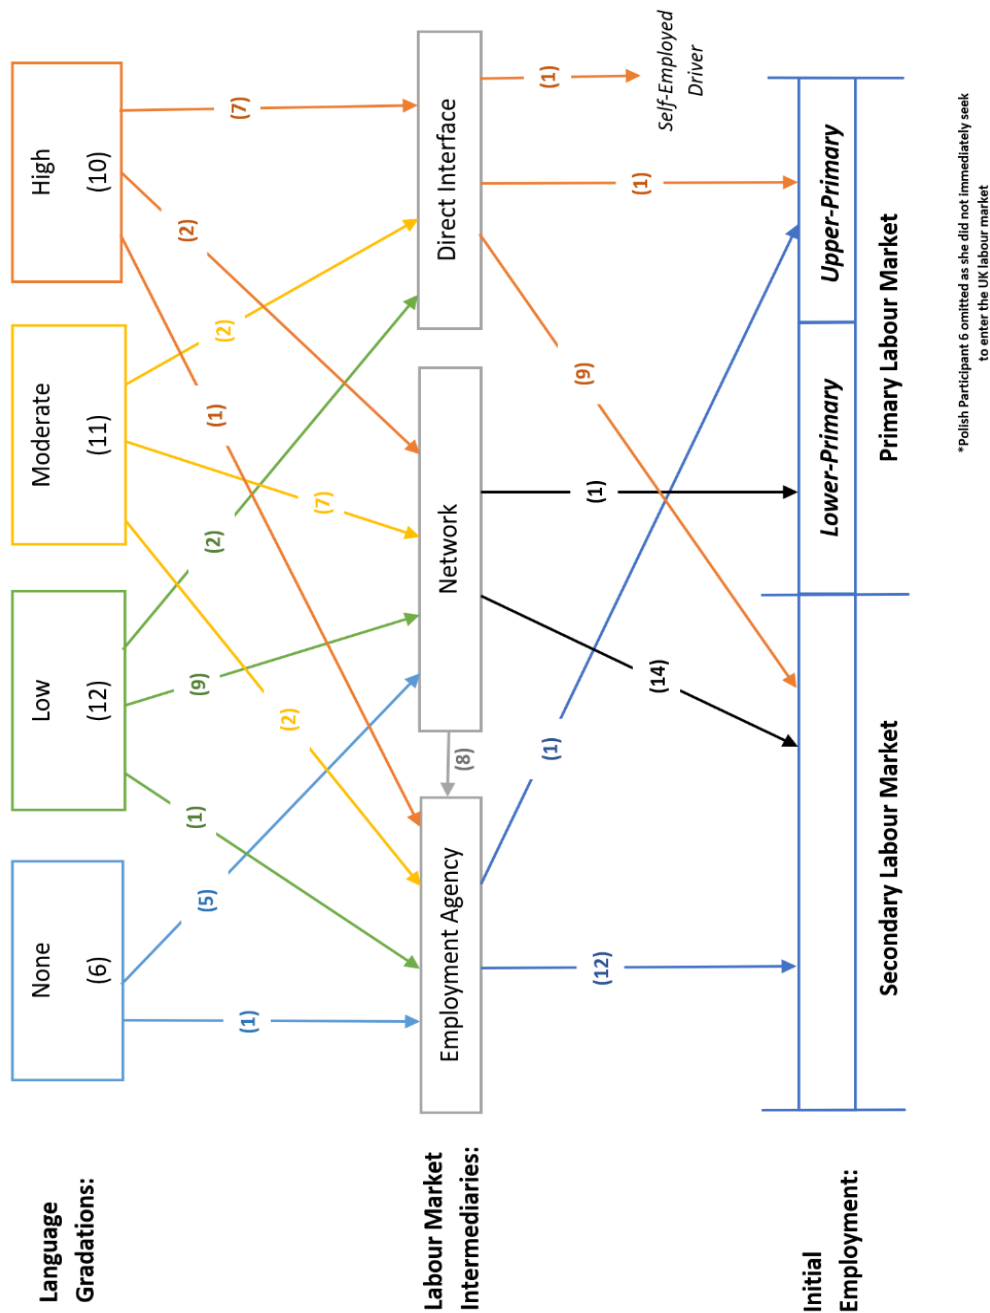 Language
Gradations:
None
(6)
Low
(12)
Moderate
(11)
High
(10)
(1)
(5)
(1)
(9)
(2)
(2)
(7)
(2)
(1)
(2)
(7)
Labour Market
Intermediaries:
Employment Agency
(8)
Network
Direct Interface
(12)
(1)
(14)
(1)
(9)
(1)
(1)
Self-Employed
Driver
Initial
Employment:
Lower-Primary
Upper-Primary
Secondary Labour Market
Primary Labour Market
*Polish Participant 6 omitted as she did not immediately seek
to enter the UK labour market